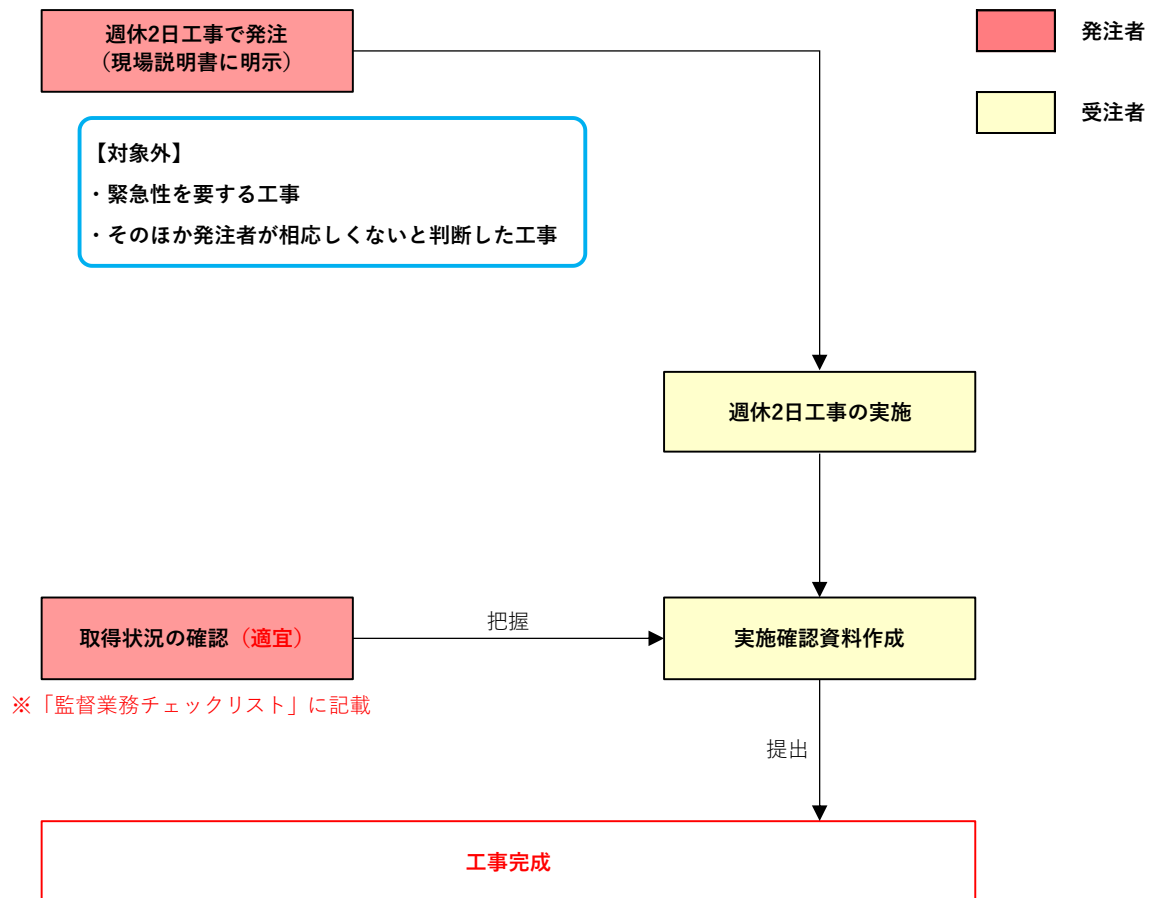 週休2日工事で発注
（現場説明書に明示）
発注者
受注者
【対象外】
・緊急性を要する工事
・そのほか発注者が相応しくないと判断した工事
週休2日工事の実施
取得状況の確認（適宜）
把握
実施確認資料作成
※「監督業務チェックリスト」に記載
提出
工事完成